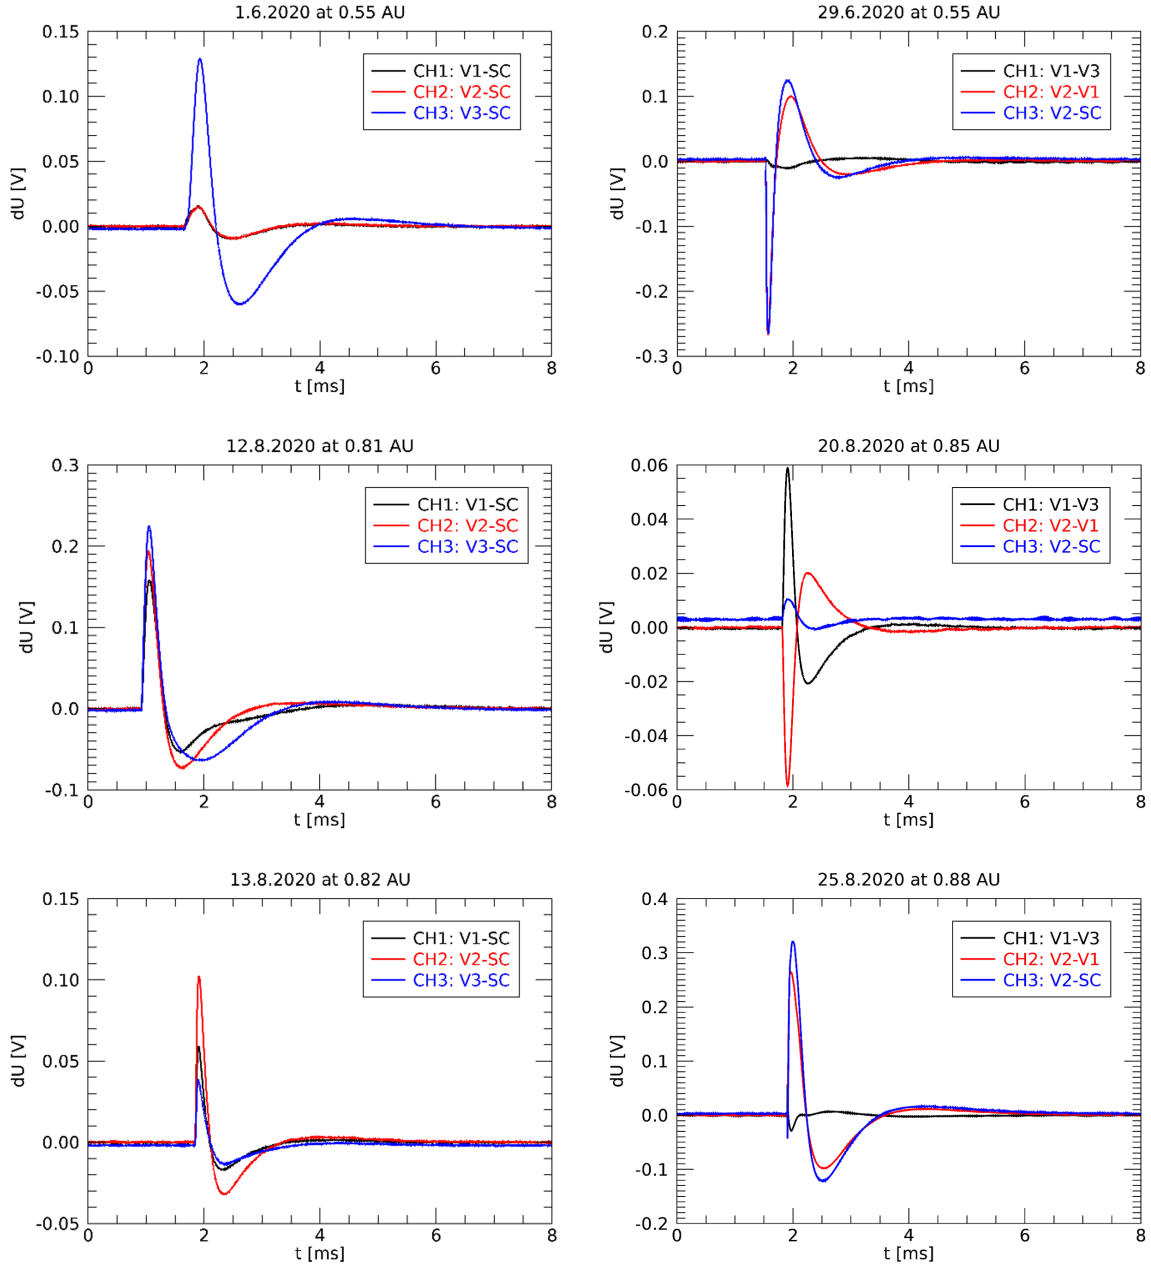 1.6.2020 at 0.55 AU
0.15
0.10
0.05
0.00
-0.05
-0.10
dU [V]
CH1: V1-SC
CH2: V2-SC
CH3: V3-SC
0 2 4 6 8
t [ms]
29.6.2020 at 0.55 AU
0.2
0.1
0.0
-0.1
-0.2
-0.3
dU [V]
CH1: V1-V3
CH2: V2-V1
CH3: V2-SC
0 2 4 6 8
t [ms]
12.8.2020 at 0.81 AU
0.3
0.2
0.1
0.0
-0.1
dU [V]
CH1: V1-SC
CH2: V2-SC
CH3: V3-SC
0 2 4 6 8
t [ms]
20.8.2020 at 0.85 AU
0.06
0.04
0.02
0.00
-0.02
-0.04
-0.06
dU [V]
CH1: V1-V3
CH2: V2-V1
CH3: V2-SC
0 2 4 6 8
t [ms]
13.8.2020 at 0.82 AU
0.15
0.10
0.05
0.00
-0.05
dU [V]
CH1: V1-SC
CH2: V2-SC
CH3: V3-SC
0 2 4 6 8
t [ms]
25.8.2020 at 0.88 AU
0.4
0.3
0.2
0.1
0.0
-0.1
-0.2
dU [V]
CH1: V1-V3
CH2: V2-V1
CH3: V2-SC
0 2 4 6 8
t [ms]